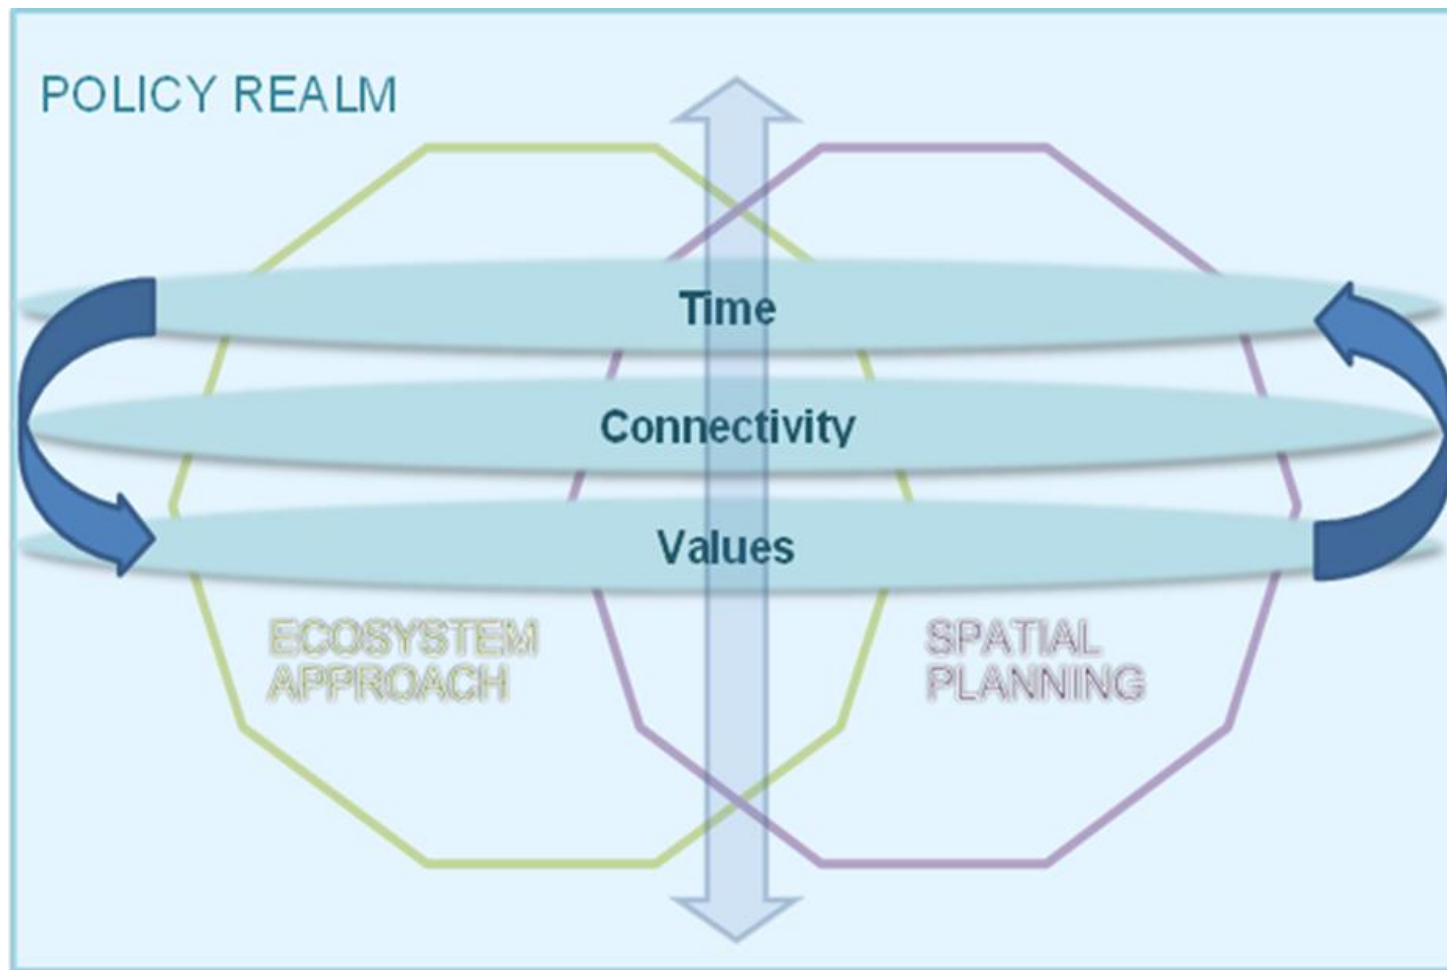 POLICY REALM
Time
Connectivity
Values
ECOSYSTEM
APPROACH
SPATIAL
PLANNING